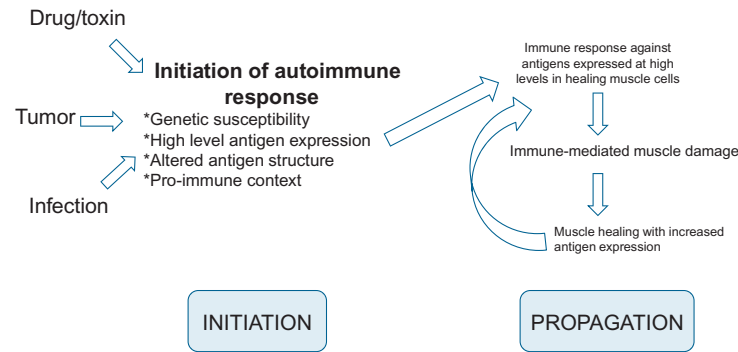 Drug/toxin
Initiation of autoimmune
response
Tumor
*Genetic susceptibility
*High level antigen expression
*Altered antigen structure
*Pro-immune context
Infection
Immune response against
antigens expressed at high
levels in healing muscle cells
Immune-mediated muscle damage
Muscle healing with increased
antigen expression
INITIATION
PROPAGATION